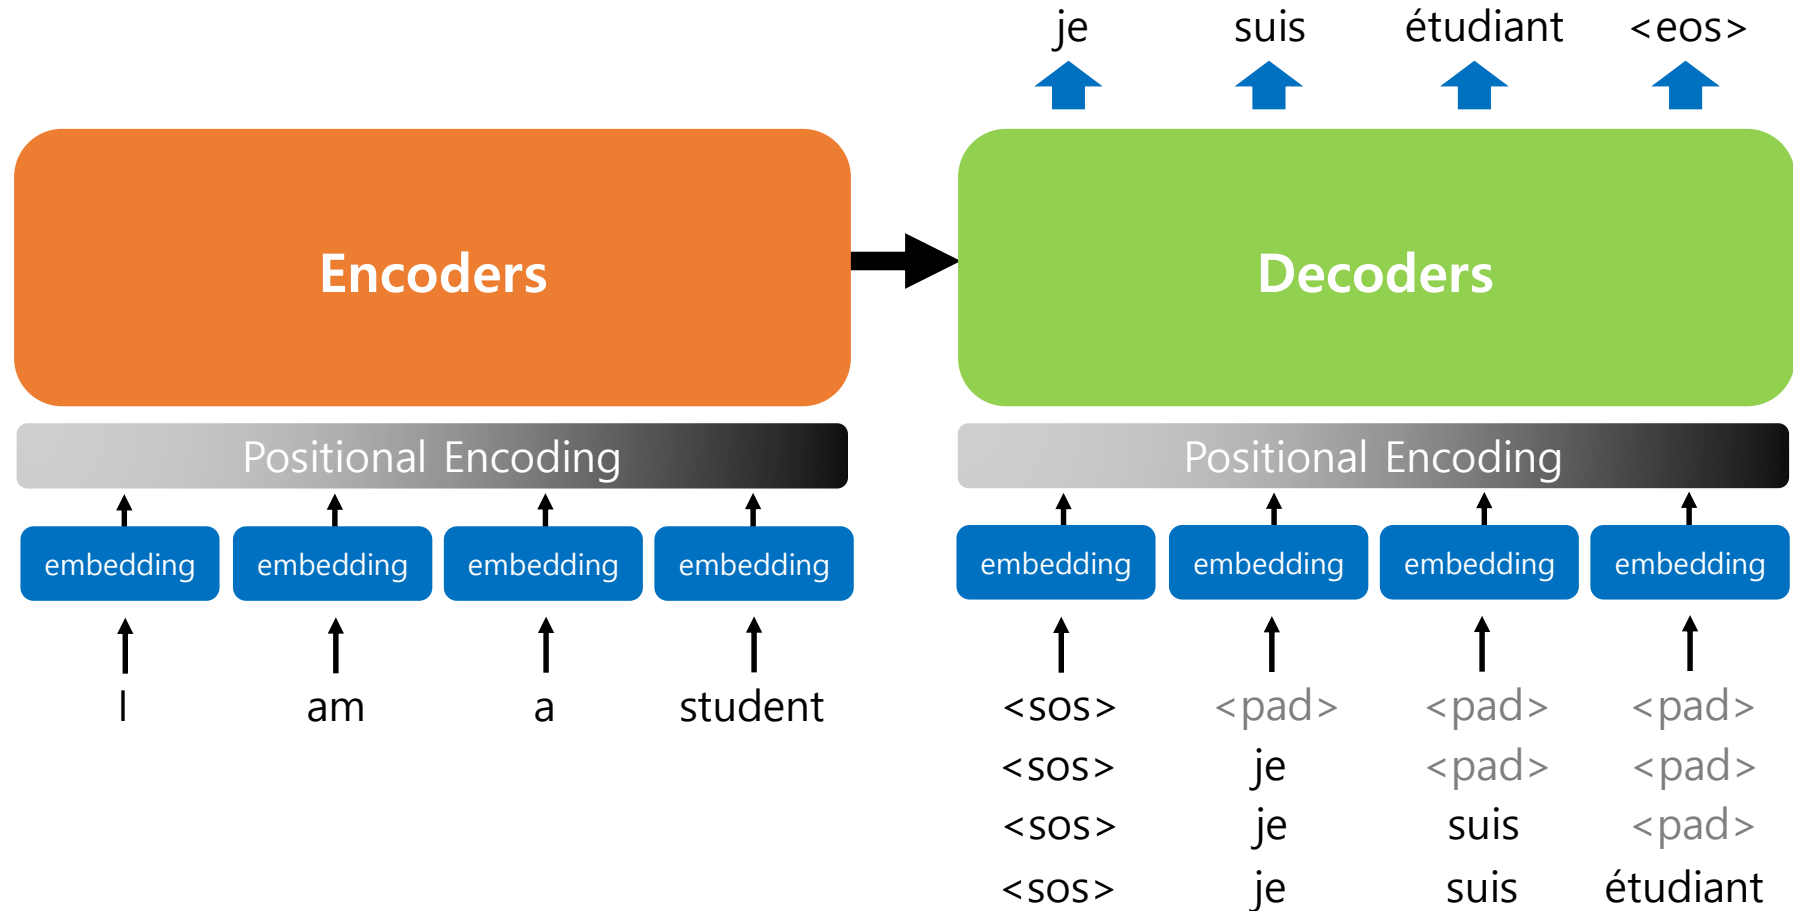 je suis étudiant <eos>
Encoders
Decoders
Positional Encoding
Positional Encoding
embedding embedding embedding embedding
embedding embedding embedding embedding
I am a student
<sos> <pad> <pad> <pad>
<sos> je <pad> <pad>
<sos> je suis <pad>
<sos> je suis étudiant